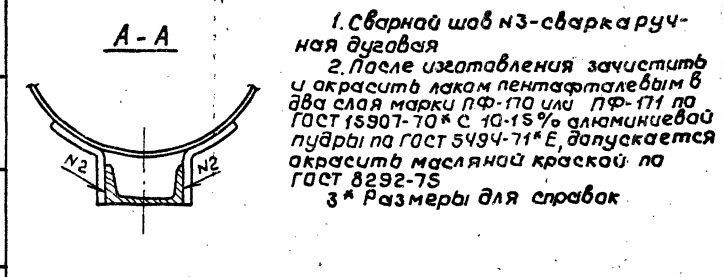 А - А
N2
N2
1. Сварной шов N3-сварка руч-
ная дуговая
2. После изготовления зачистить
и окрасить лаком пентафталевым в
два слая марки ПФ-170 или ПФ-171 по
ГОСТ 15907-70* с 10-15% алюминиевой
пудры по ГОСТ 5494-71*Е, допускается
окрасить масляной краской по
ГОСТ 8292-75
3* Размеры для справок